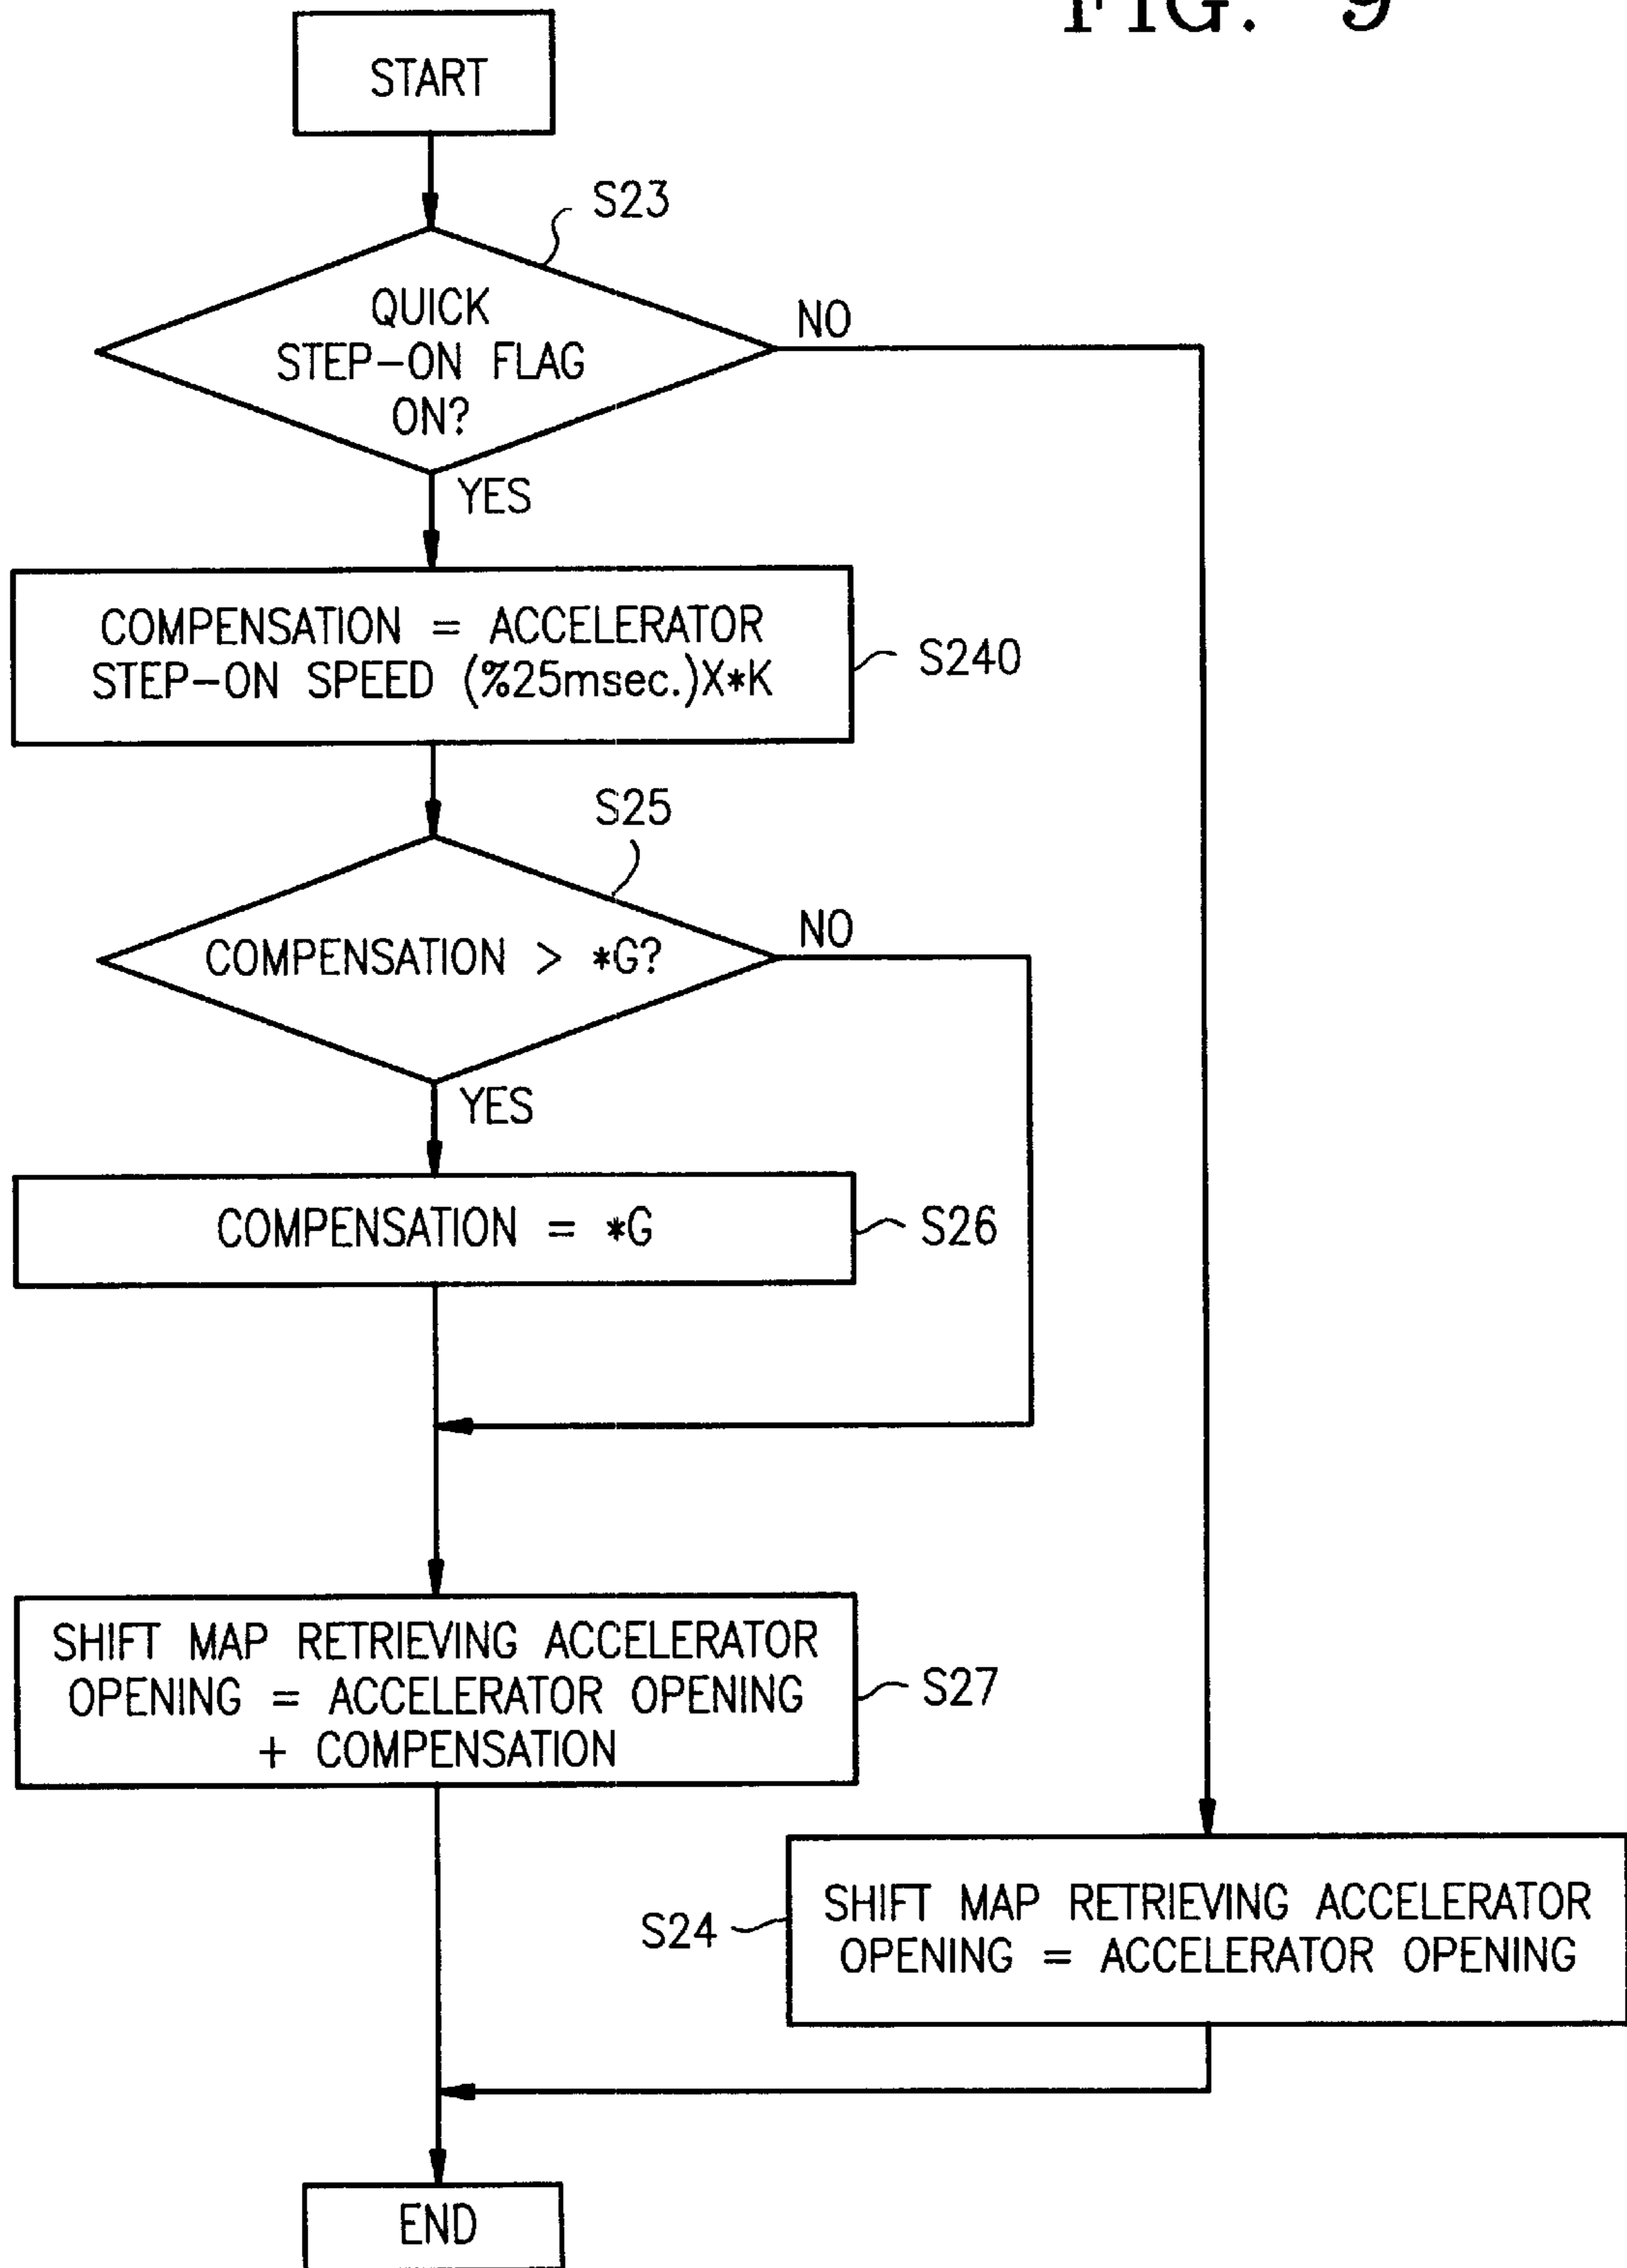 FIG. 9
START
S23
QUICK
STEP-ON FLAG
ON?
NO
YES
COMPENSATION = ACCELERATOR
STEP-ON SPEED (%25msec.)X*K
S240
S25
COMPENSATION > *G?
NO
YES
COMPENSATION = *G
S26
SHIFT MAP RETRIEVING ACCELERATOR
OPENING = ACCELERATOR OPENING
+ COMPENSATION
S27
S24
SHIFT MAP RETRIEVING ACCELERATOR
OPENING = ACCELERATOR OPENING
END